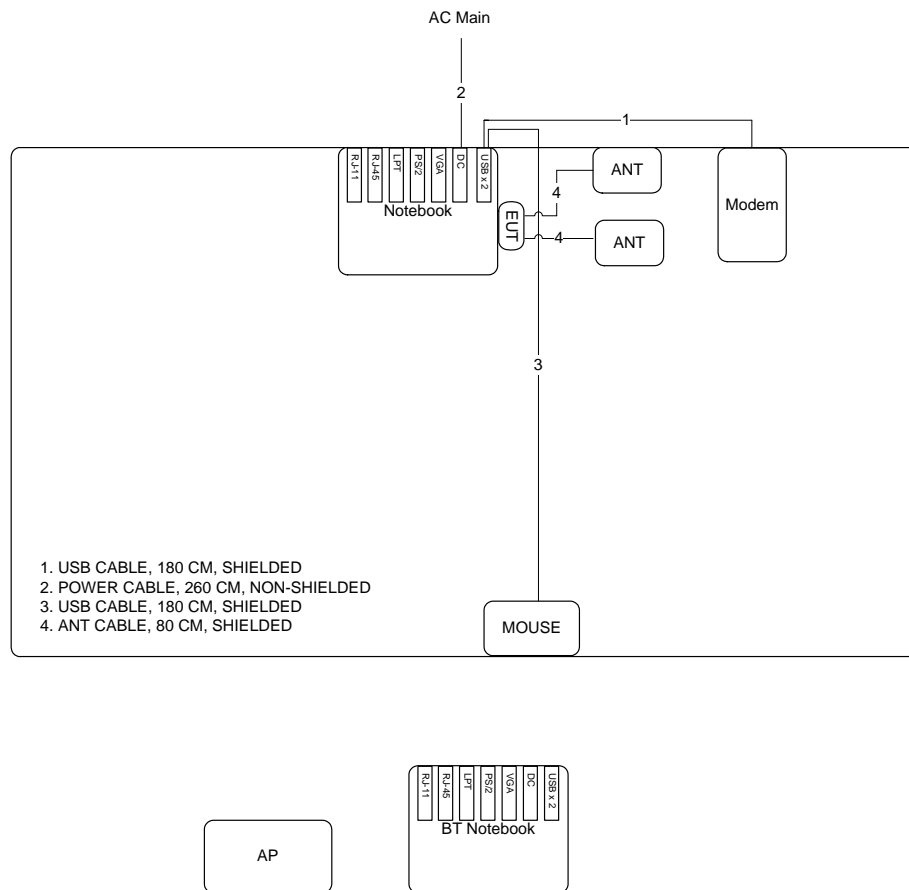 AC Main
2
1
RJ-11
RJ-45
LPT
PS/2
VGA
DC
USB x 2
Notebook
EUT
4
ANT
4
ANT
Modem
3
1. USB CABLE, 180 CM, SHIELDED
2. POWER CABLE, 260 CM, NON-SHIELDED
3. USB CABLE, 180 CM, SHIELDED
4. ANT CABLE, 80 CM, SHIELDED
MOUSE
RJ-11
RJ-45
LPT
PS/2
VGA
DC
USB x 2
BT Notebook
AP